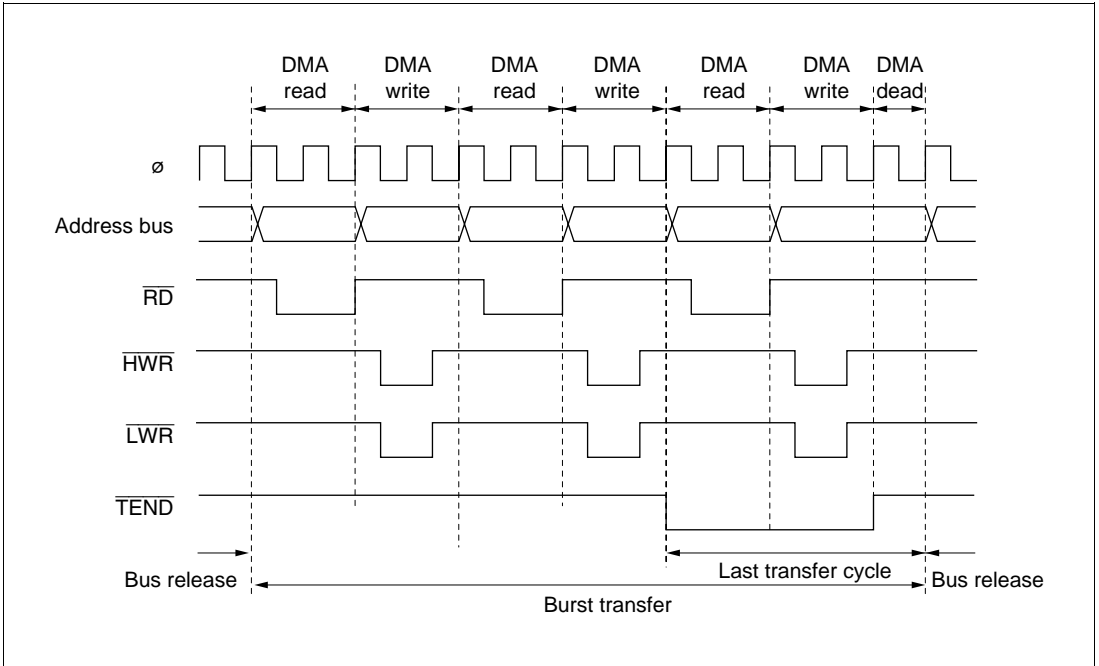 DMA read
DMA write
DMA read
DMA write
DMA read
DMA write
DMA dead
ø
Address bus
RD
HWR
LWR
TEND
Bus release
Last transfer cycle
Bus release
Burst transfer